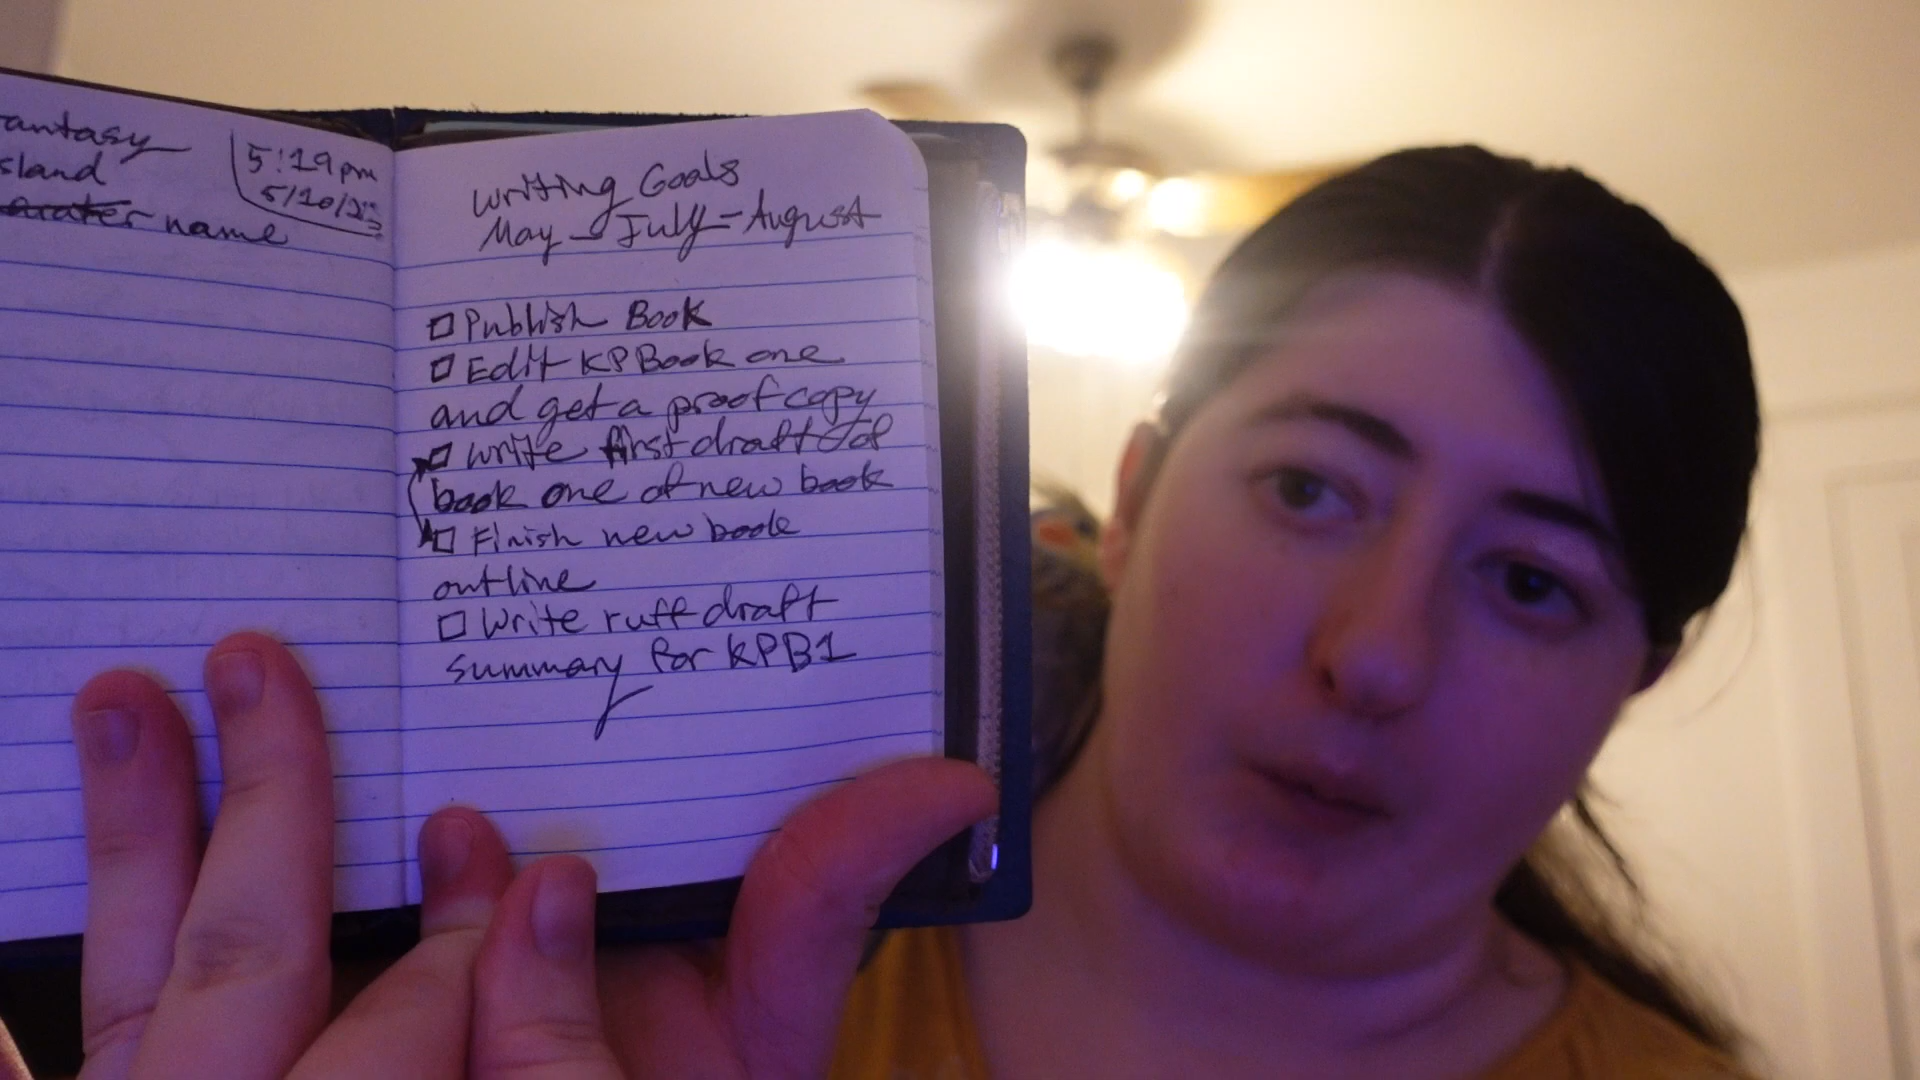 antasy
sland
name
5:19pm
5/10/23
Writing Goals
May - July - August
Publish Book
Edit KP Book one
and get a proof copy
write first draft of
book one of new book
Finish new book
outline
Write ruff draft
summary for KPB1